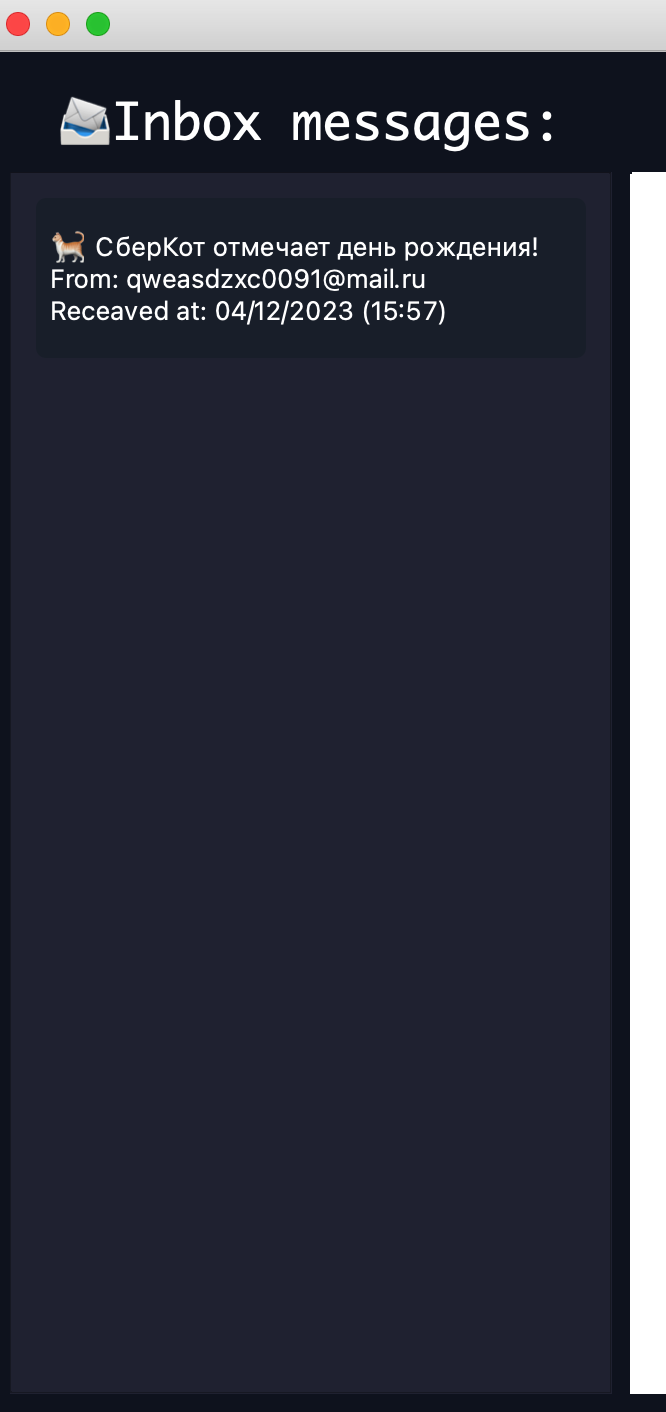 📨Inbox messages:
🐈 СберКот отмечает день рождения!
From: qweasdzxc0091@mail.ru
Receaved at: 04/12/2023 (15:57)